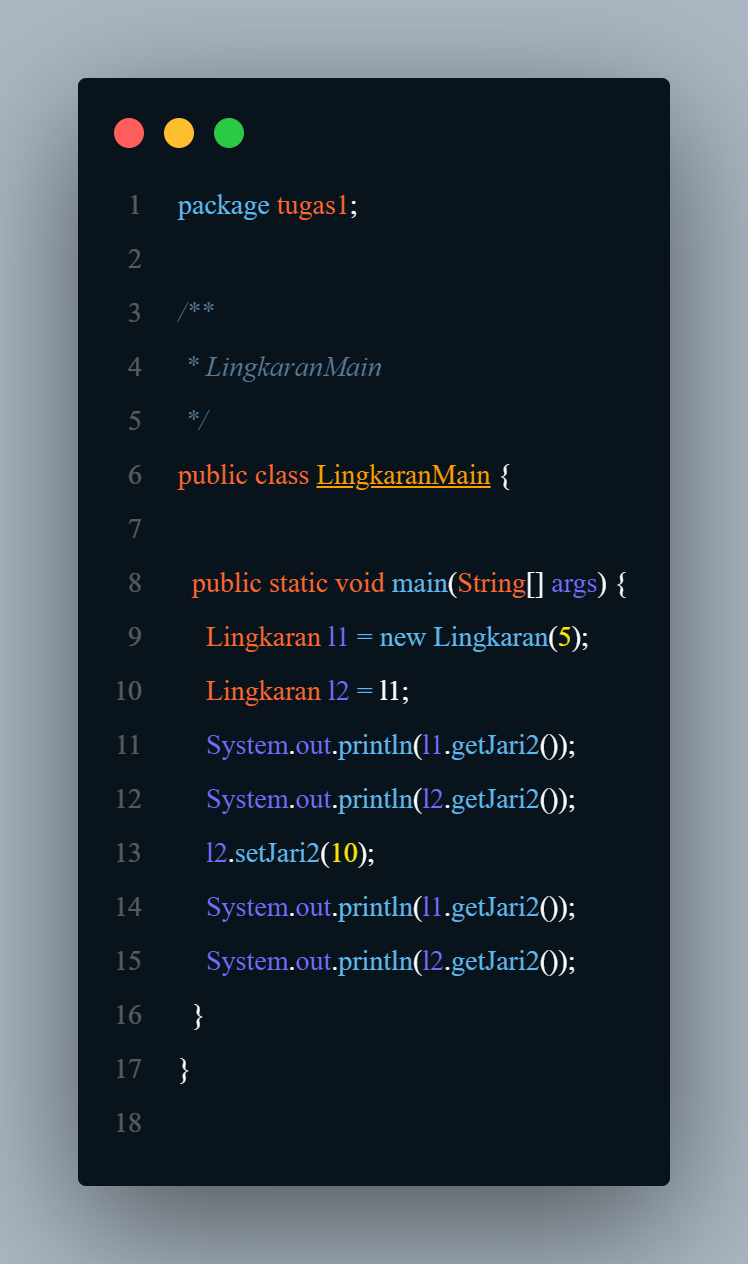 1 package tugas1;
2
3 /**
4 * LingkaranMain
5 */
6 public class LingkaranMain {
7
8 public static void main(String[] args) {
9 Lingkaran l1 = new Lingkaran(5);
10 Lingkaran l2 = l1;
11 System.out.println(l1.getJari2());
12 System.out.println(l2.getJari2());
13 l2.setJari2(10);
14 System.out.println(l1.getJari2());
15 System.out.println(l2.getJari2());
16 }
17 }
18